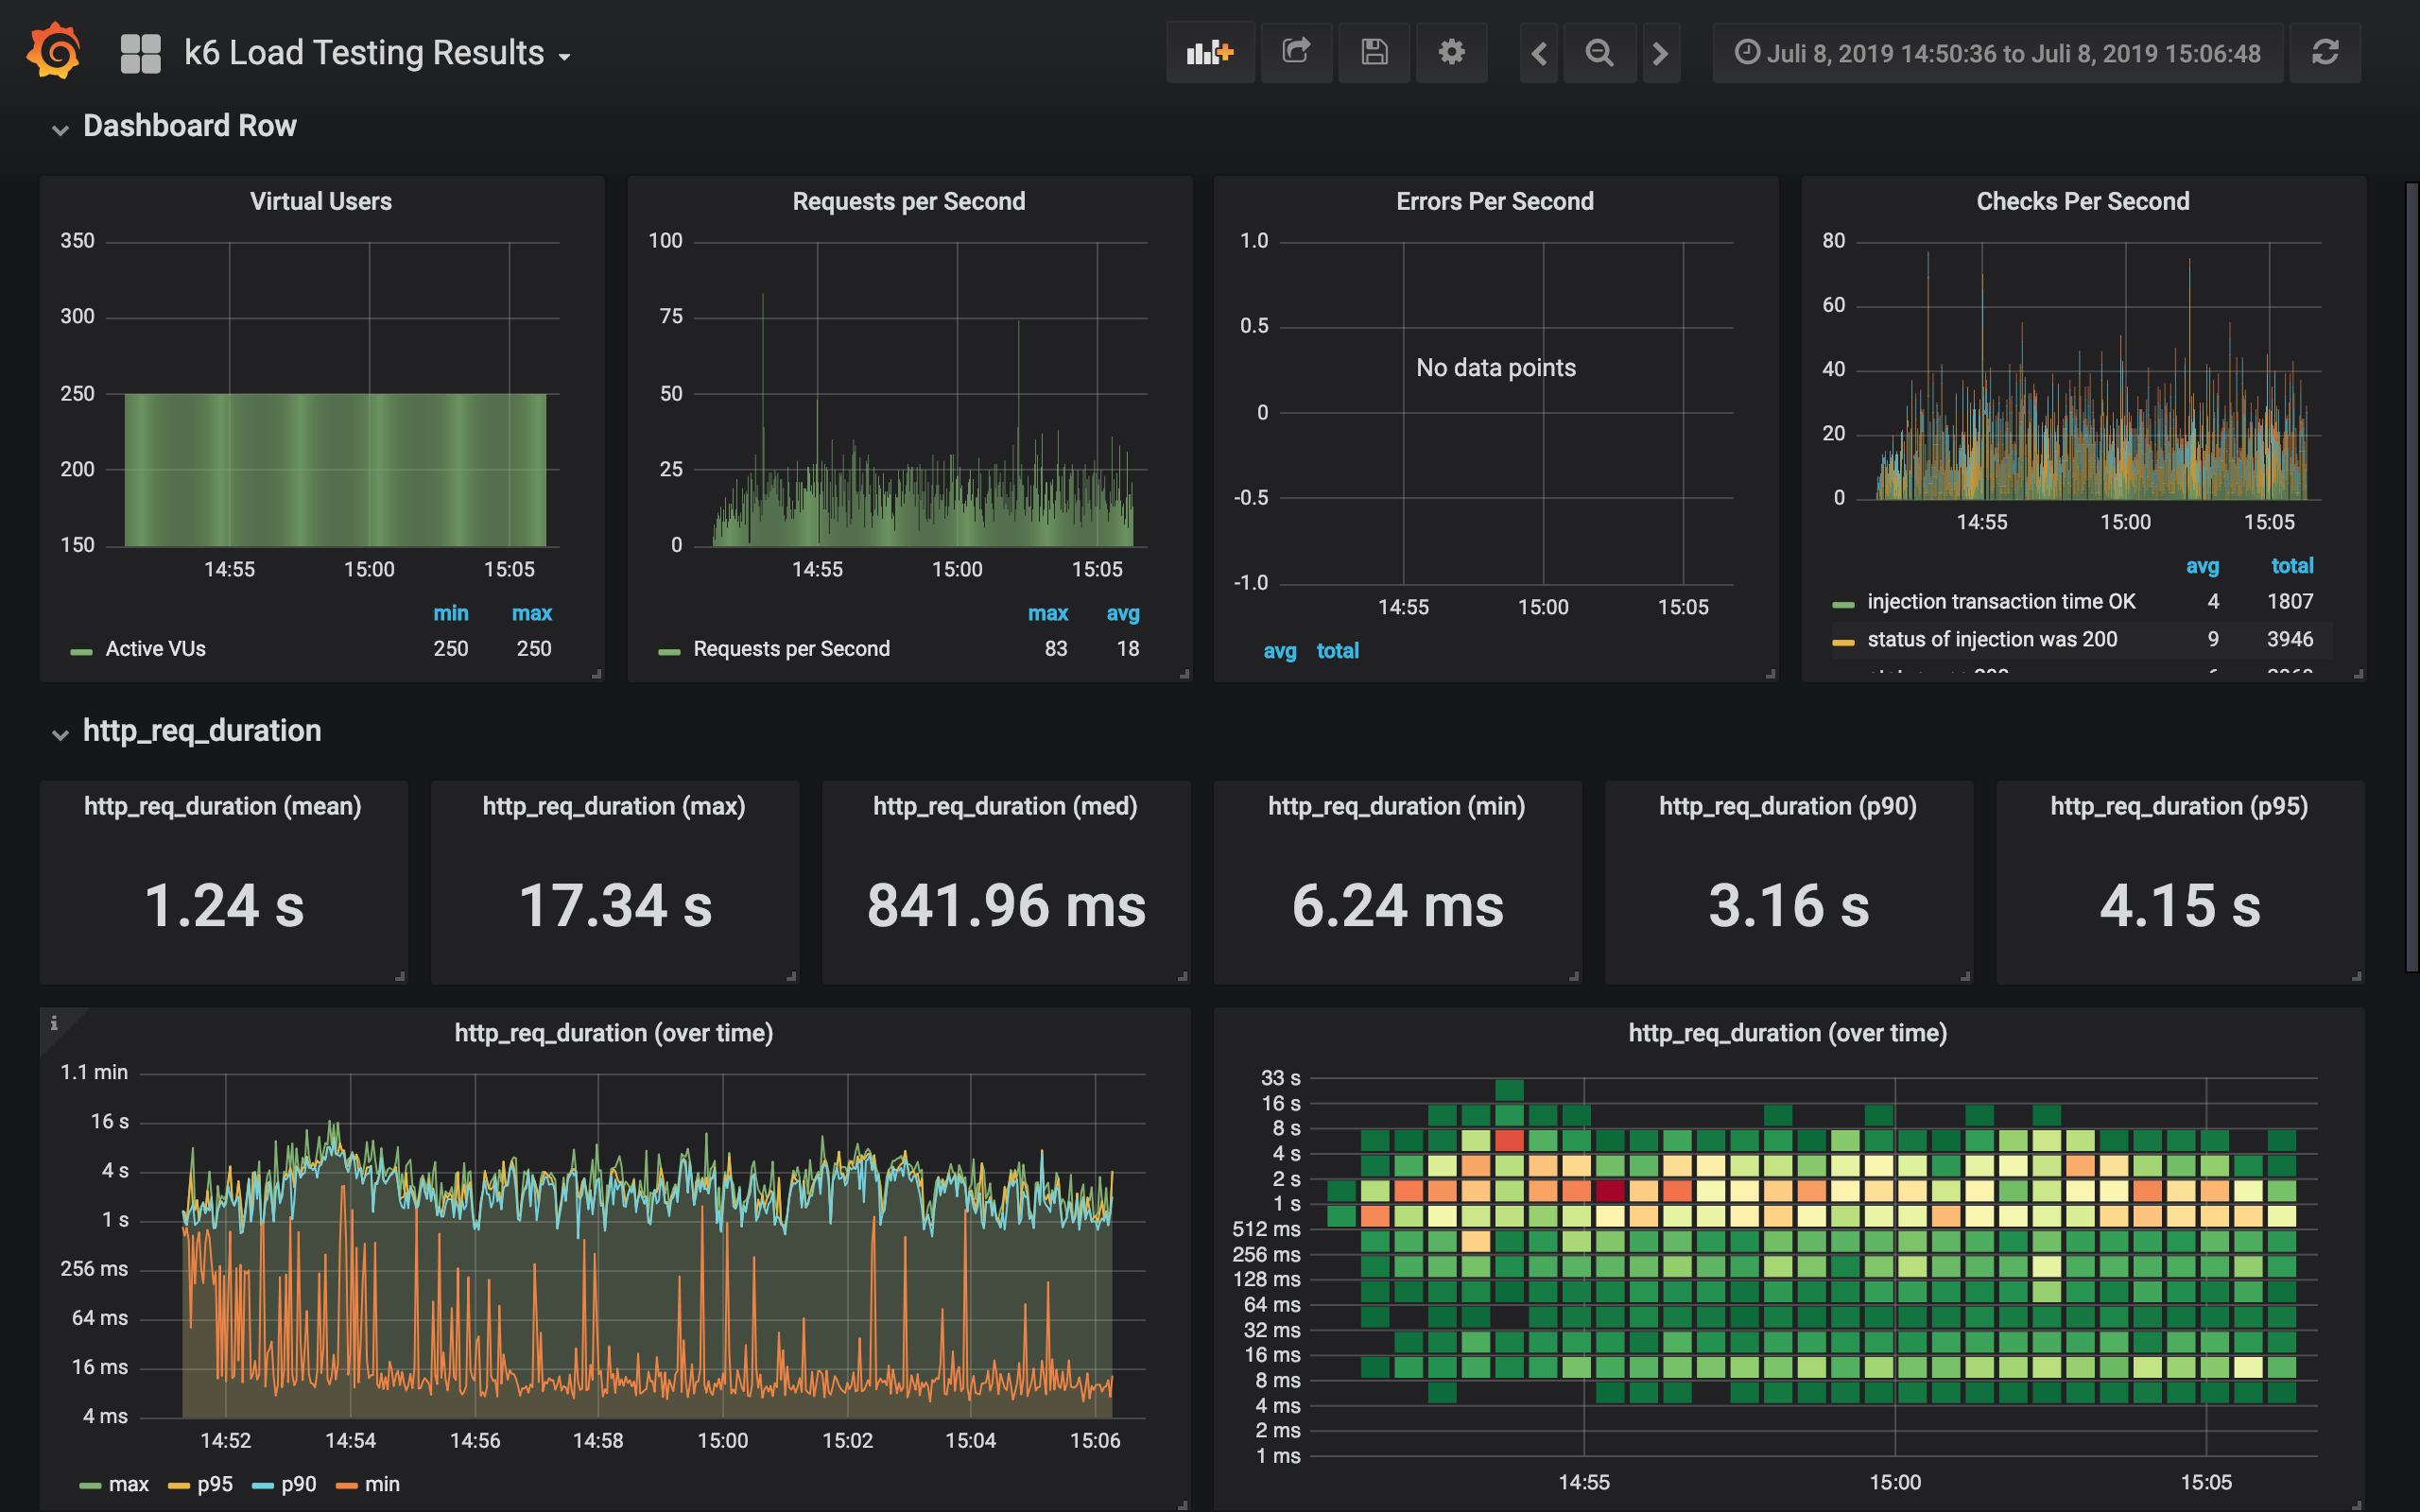 k6 Load Testing Results
Juli 8, 2019 14:50:36 to Juli 8, 2019 15:06:48
Dashboard Row
Virtual Users
350
300
250
200
150
14:55 15:00 15:05
min max
Active VUs 250 250
Requests per Second
100
75
50
25
0
14:55 15:00 15:05
max avg
Requests per Second 83 18
Errors Per Second
1.0
0.5
0
-0.5
-1.0
No data points
14:55 15:00 15:05
avg total
Checks Per Second
80
60
40
20
0
14:55 15:00 15:05
avg total
injection transaction time OK 4 1807
status of injection was 200 9 3946
http_req_duration
http_req_duration (mean)
1.24 s
http_req_duration (max)
17.34 s
http_req_duration (med)
841.96 ms
http_req_duration (min)
6.24 ms
http_req_duration (p90)
3.16 s
http_req_duration (p95)
4.15 s
i
http_req_duration (over time)
1.1 min
16 s
4 s
1 s
256 ms
64 ms
16 ms
4 ms
14:52 14:54 14:56 14:58 15:00 15:02 15:04 15:06
max p95 p90 min
http_req_duration (over time)
33 s
16 s
8 s
4 s
2 s
1 s
512 ms
256 ms
128 ms
64 ms
32 ms
16 ms
8 ms
4 ms
2 ms
1 ms
14:55 15:00 15:05